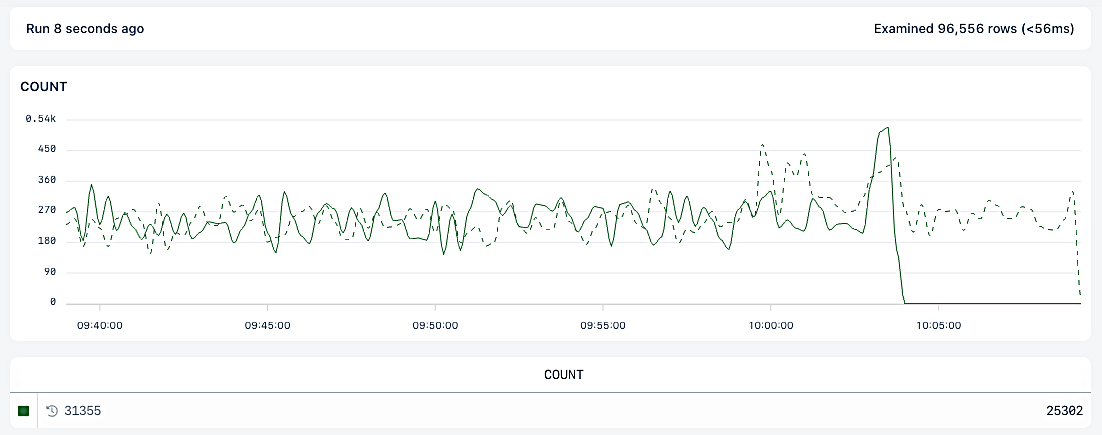 Run 8 seconds ago
Examined 96,556 rows (<56ms)
COUNT
0.54k
450
360
270
180
90
0
09:40:00 09:45:00 09:50:00 09:55:00 10:00:00 10:05:00
COUNT
31355 25302